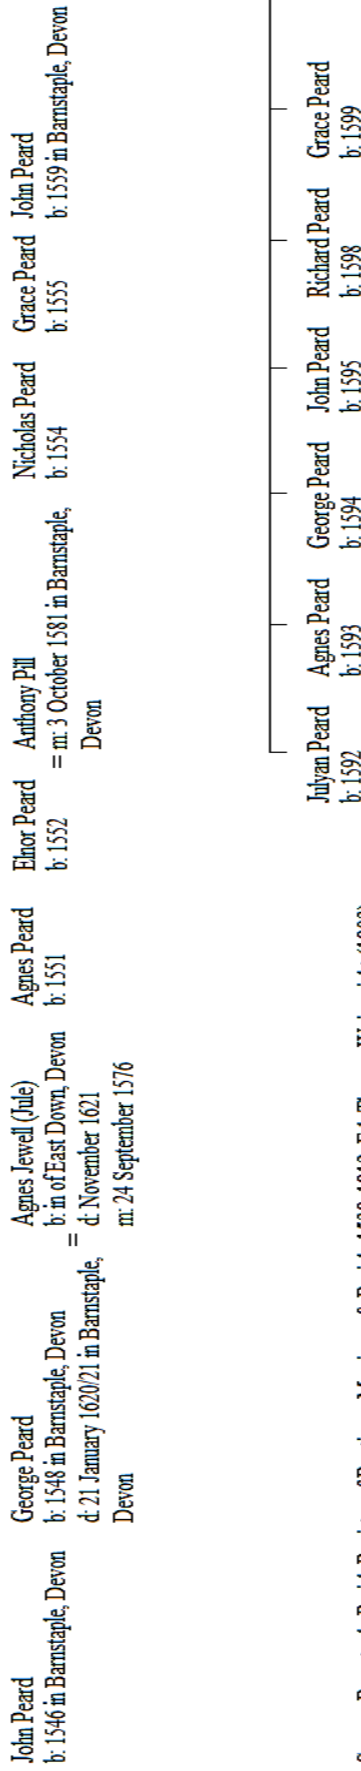 John Peard
b: 1546 in Barnstaple, Devon
George Peard
b: 1548 in Barnstaple, Devon
d: 21 January 1620/21 in Barnstaple,
Devon
=
Agnes Jewell (Jule)
b: in of East Down, Devon
d: November 1621
m: 24 September 1576
Agnes Peard
b: 1551
Elnor Peard
b: 1552
Anthony Pill
= m: 3 October 1581 in Barnstaple,
Devon
Nicholas Peard
b: 1554
Grace Peard
b: 1555
John Peard
b: 1559 in Barnstaple, Devon
Julyan Peard
b: 1592
Agnes Peard
b: 1593
George Peard
b: 1594
John Peard
b: 1595
Richard Peard
b: 1598
Grace Peard
b: 1599